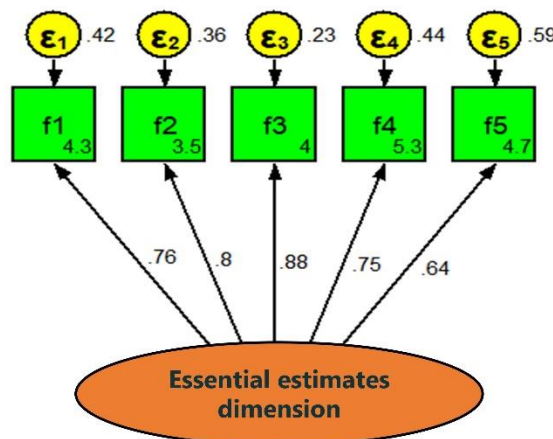 ε1 .42 ε2 .36 ε3 .23 ε4 .44 ε5 .59
f1 f2 f3 f4 f5
4.3 3.5 4 5.3 4.7
.76 .8 .88 .75 .64
Essential estimates
dimension